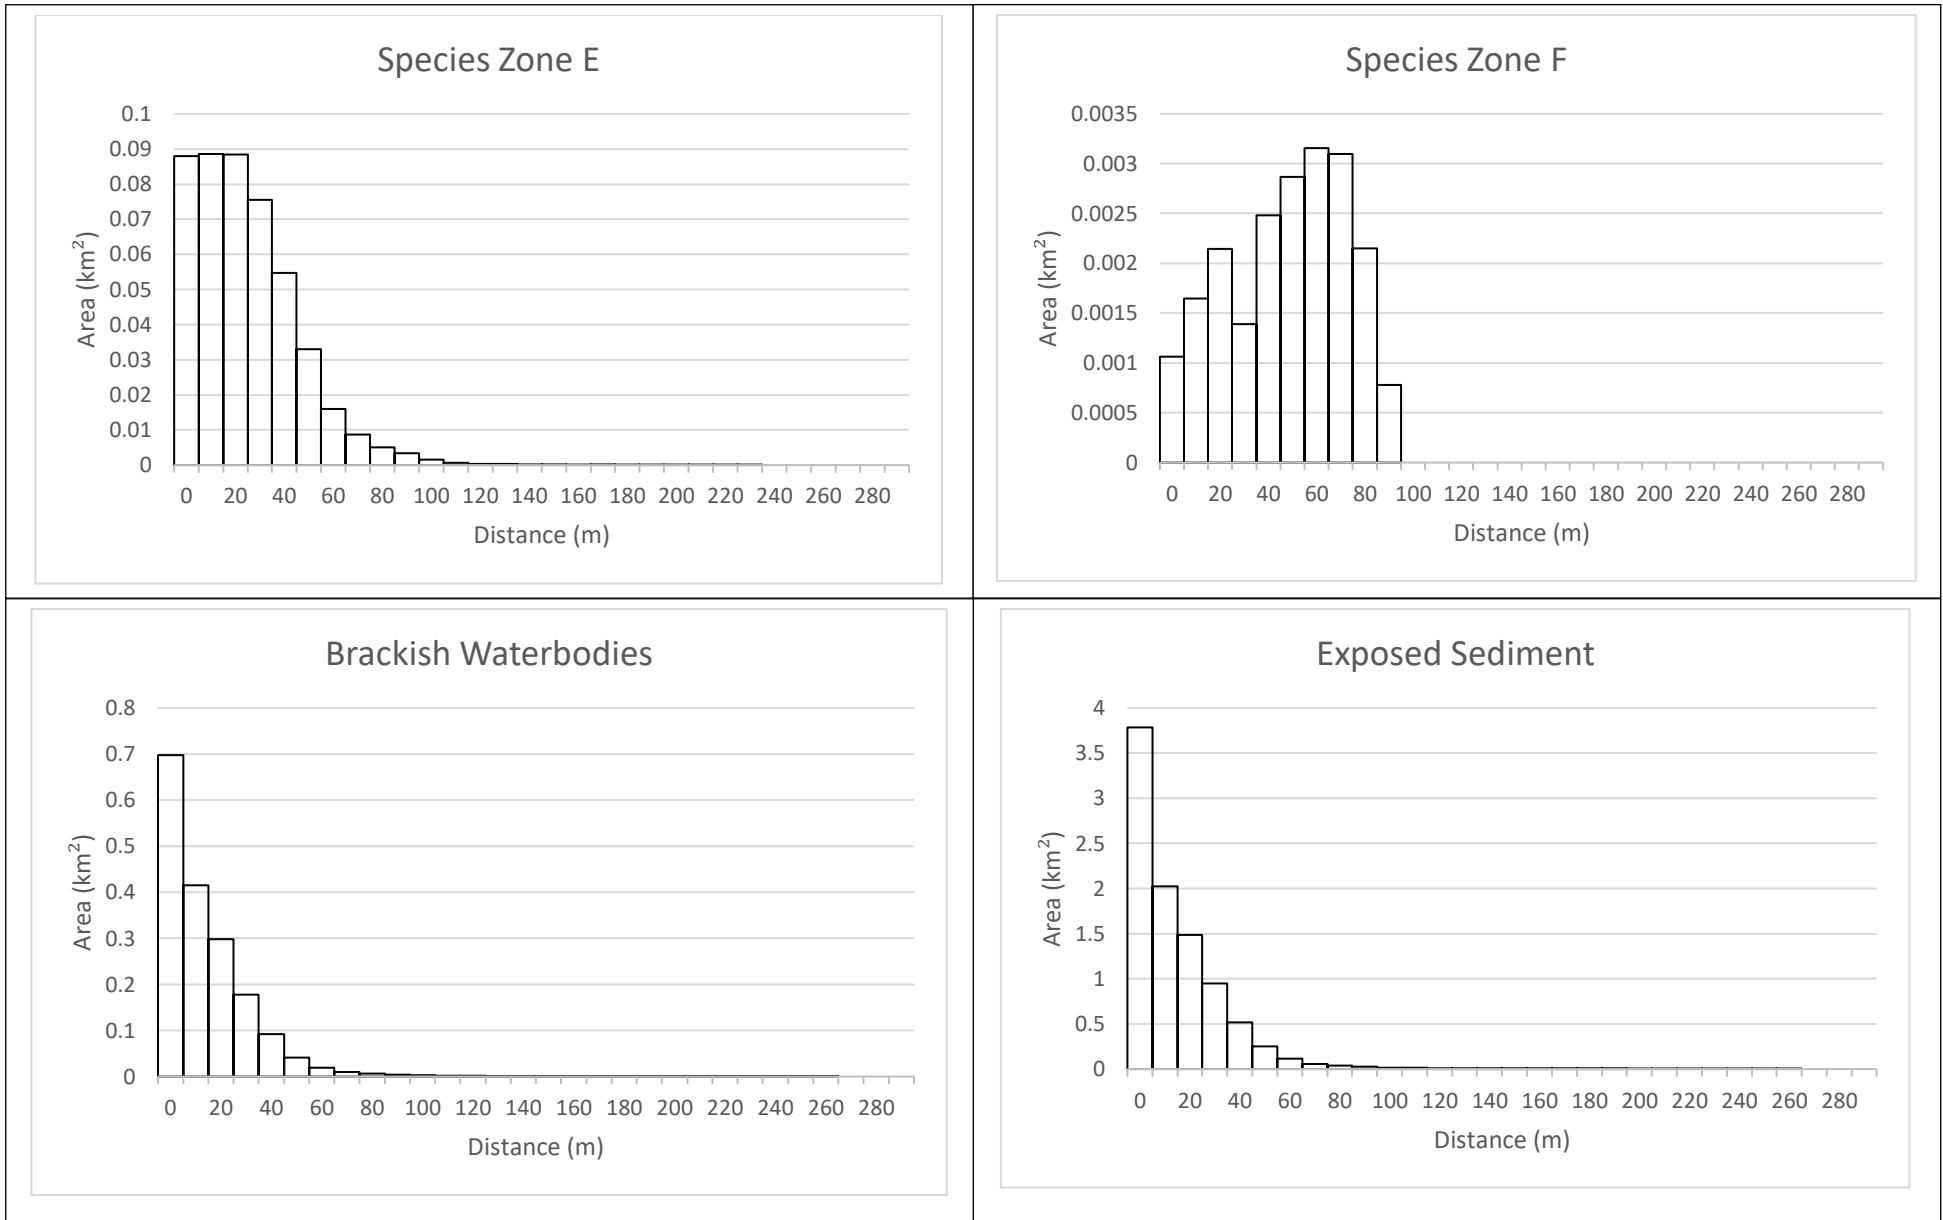 Species Zone E
0.1
0.09
0.08
0.07
0.06
0.05
0.04
0.03
0.02
0.01
0
Area (km²)
0 20 40 60 80 100 120 140 160 180 200 220 240 260 280
Distance (m)
Species Zone F
0.0035
0.003
0.0025
0.002
0.0015
0.001
0.0005
0
Area (km²)
0 20 40 60 80 100 120 140 160 180 200 220 240 260 280
Distance (m)
Brackish Waterbodies
0.8
0.7
0.6
0.5
0.4
0.3
0.2
0.1
0
Area (km²)
0 20 40 60 80 100 120 140 160 180 200 220 240 260 280
Distance (m)
Exposed Sediment
4
3.5
3
2.5
2
1.5
1
0.5
0
Area (km²)
0 20 40 60 80 100 120 140 160 180 200 220 240 260 280
Distance (m)